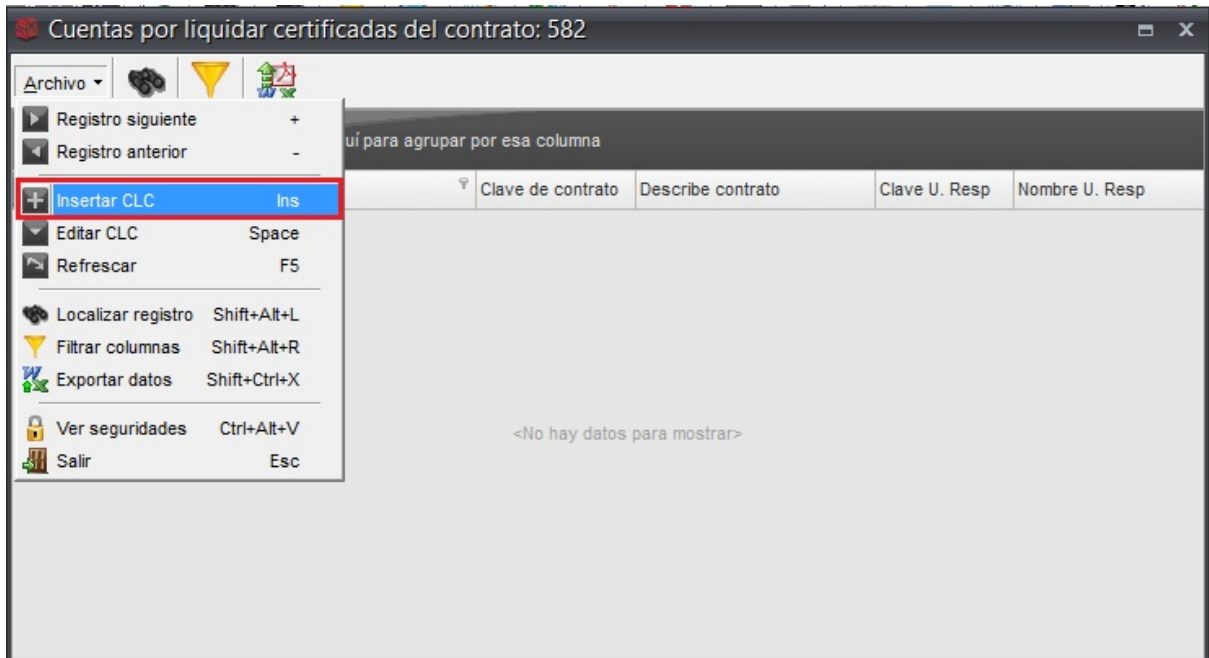 Cuentas por liquidar certificadas del contrato: 582
Archivo
Registro siguiente +
uí para agrupar por esa columna
Registro anterior -
Clave de contrato Describe contrato Clave U. Resp Nombre U. Resp
Insertar CLC Ins
Editar CLC Space
Refrescar F5
Localizar registro Shift+Alt+L
Filtrar columnas Shift+Alt+R
Exportar datos Shift+Ctrl+X
Ver seguridades Ctrl+Alt+V
<No hay datos para mostrar>
Salir Esc